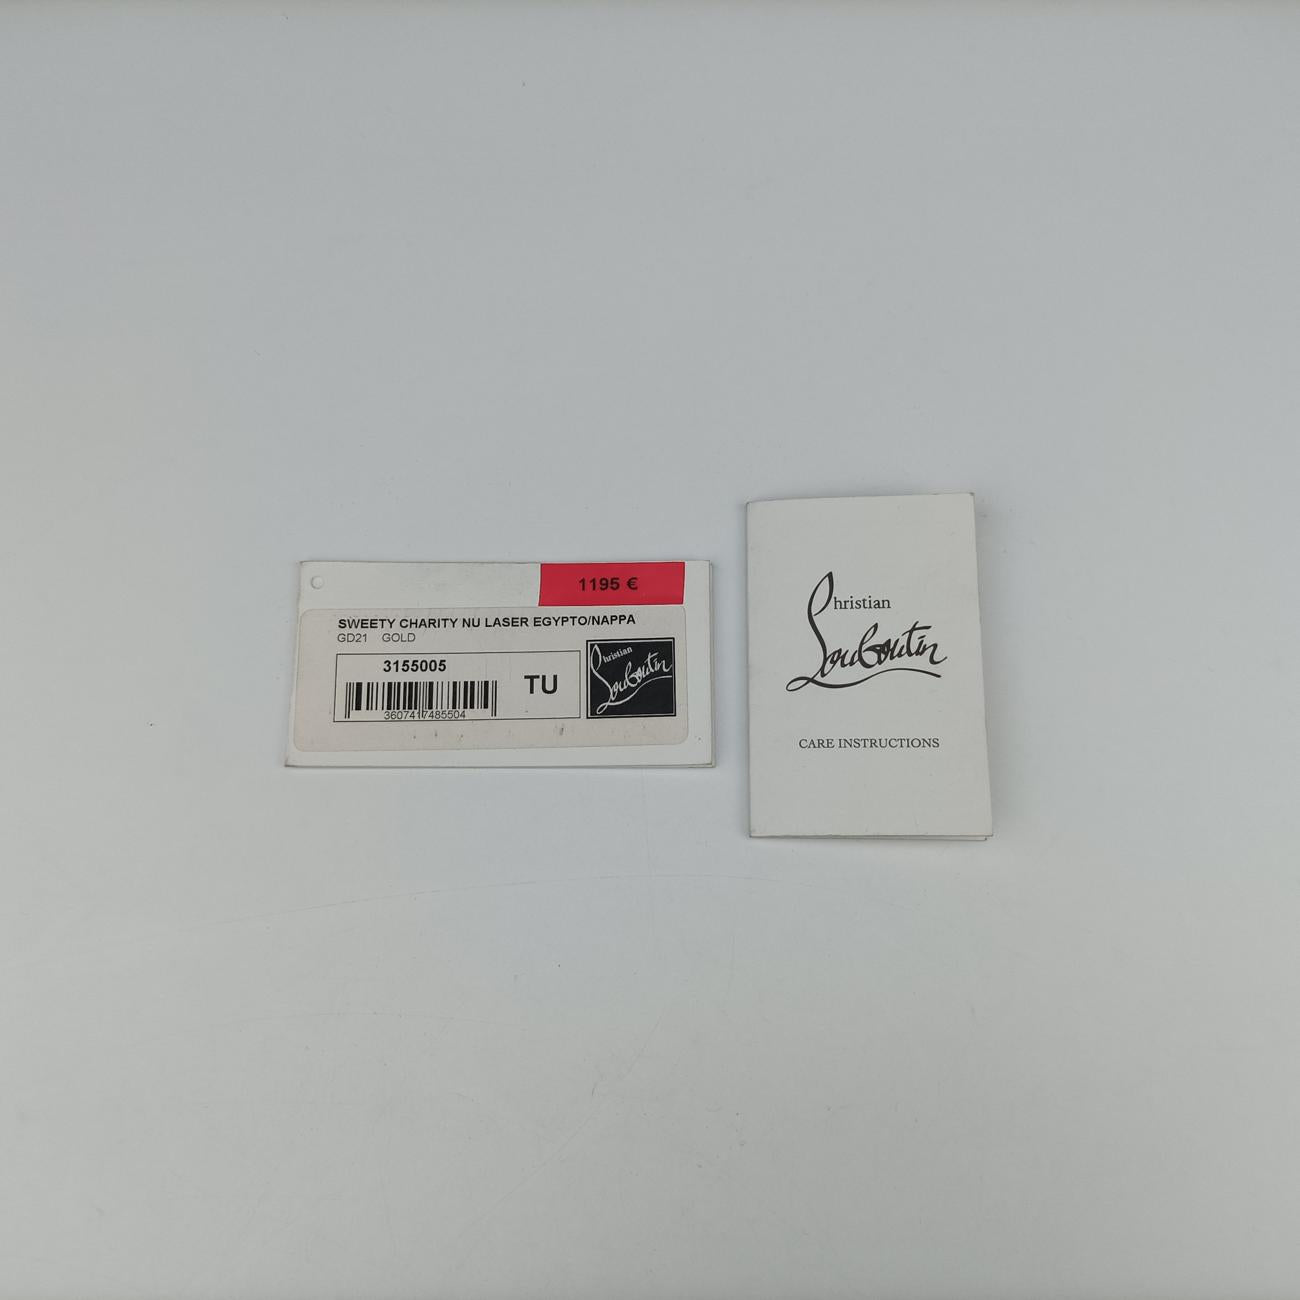 1195 €
SWEETY CHARITY NU LASER EGYPTO/NAPPA
GD21 GOLD
3155005
TU
3607417485504
Christian
Louboutin
Christian
Louboutin
CARE INSTRUCTIONS